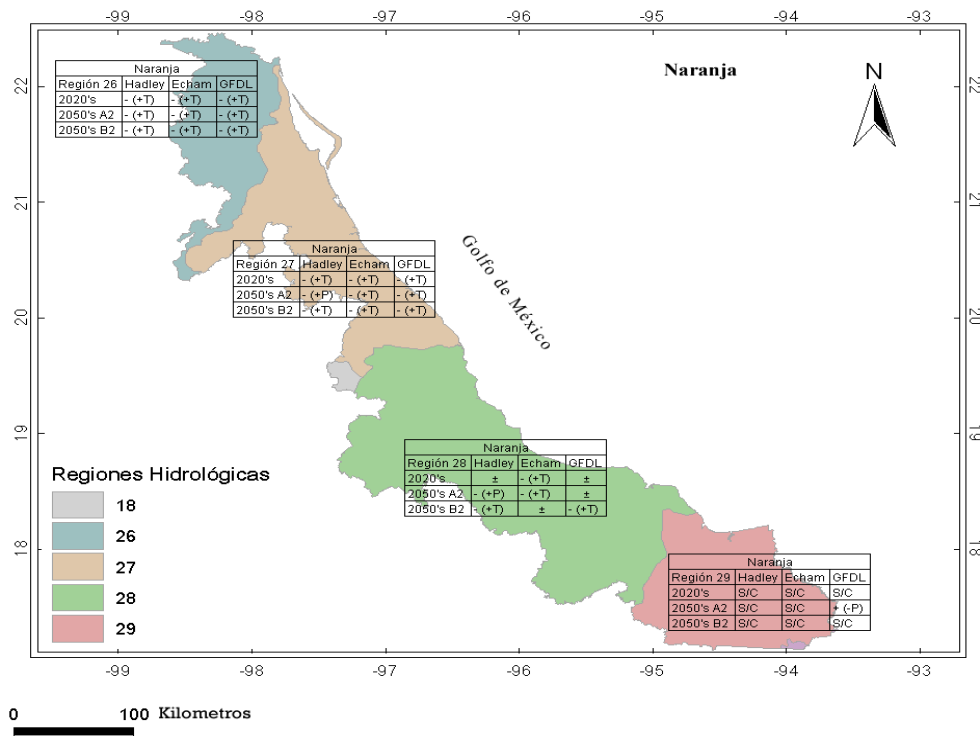 -99 -98 -97 -96 -95 -94 -93
Naranja
N
22
21
20
19
18
22
21
20
19
18
Naranja
Región 26 Hadley Echam GFDL
2020's - (+T) - (+T) - (+T)
2050's A2 - (+T) - (+T) - (+T)
2050's B2 - (+T) - (+T) - (+T)
Naranja
Región 27 Hadley Echam GFDL
2020's - (+T) - (+T) - (+T)
2050's A2 - (+P) - (+T) - (+T)
2050's B2 - (+T) - (+T) - (+T)
Golfo de México
Naranja
Región 28 Hadley Echam GFDL
2020's ± - (+T) ±
2050's A2 - (+P) - (+T) ±
2050's B2 - (+T) ± - (+T)
Naranja
Región 29 Hadley Echam GFDL
2020's S/C S/C S/C
2050's A2 S/C S/C + (-P)
2050's B2 S/C S/C S/C
Regiones Hidrológicas
18
26
27
28
29
-99 -98 -97 -96 -95 -94 -93
0 100 Kilometros